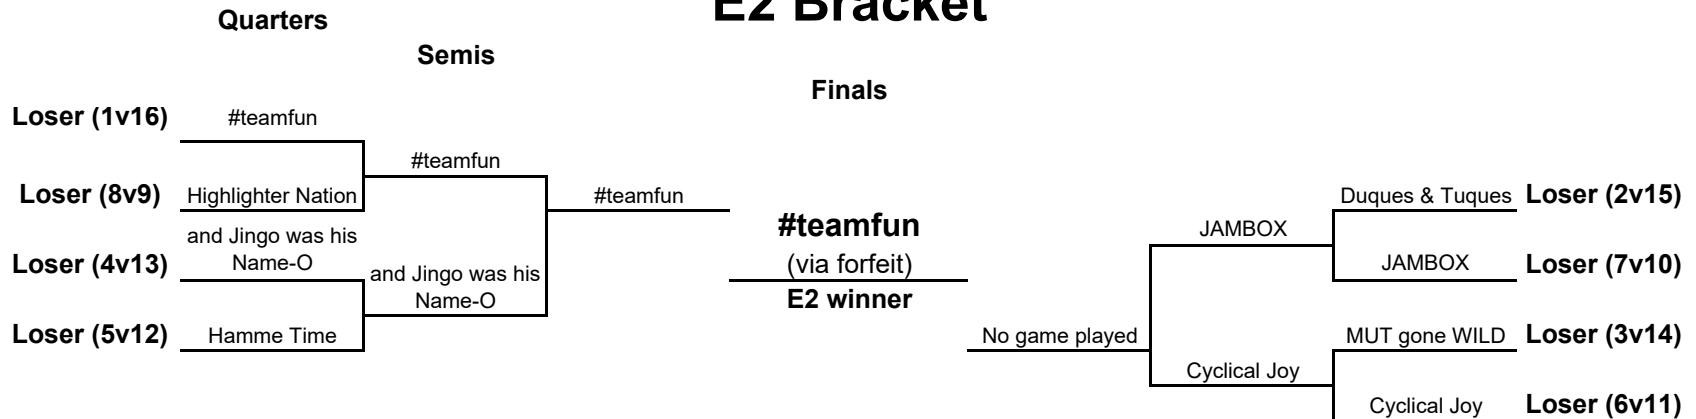 E2 Bracket
Quarters
Semis
Finals
Loser (1v16)
#teamfun
#teamfun
Loser (8v9)
Highlighter Nation
#teamfun
Duques & Tuques
Loser (2v15)
#teamfun
JAMBOX
and Jingo was his
Name-O
Loser (4v13)
(via forfeit)
JAMBOX
Loser (7v10)
and Jingo was his
Name-O
E2 winner
Loser (5v12)
Hamme Time
No game played
MUT gone WILD
Loser (3v14)
Cyclical Joy
Cyclical Joy
Loser (6v11)